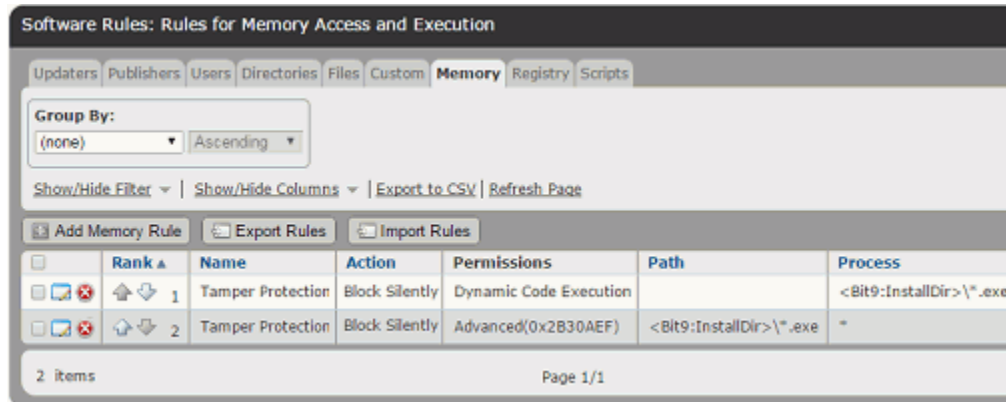 Software Rules: Rules for Memory Access and Execution
Updaters Publishers Users Directories Files Custom Memory Registry Scripts
Group By:
(none) Ascending
Show/Hide Filter | Show/Hide Columns | Export to CSV | Refresh Page
Add Memory Rule Export Rules Import Rules
Rank Name Action Permissions Path Process
1 Tamper Protection Block Silently Dynamic Code Execution <Bit9:InstallDir>\*.exe
2 Tamper Protection Block Silently Advanced(0x2B30AEF) <Bit9:InstallDir>\*.exe *
2 items Page 1/1